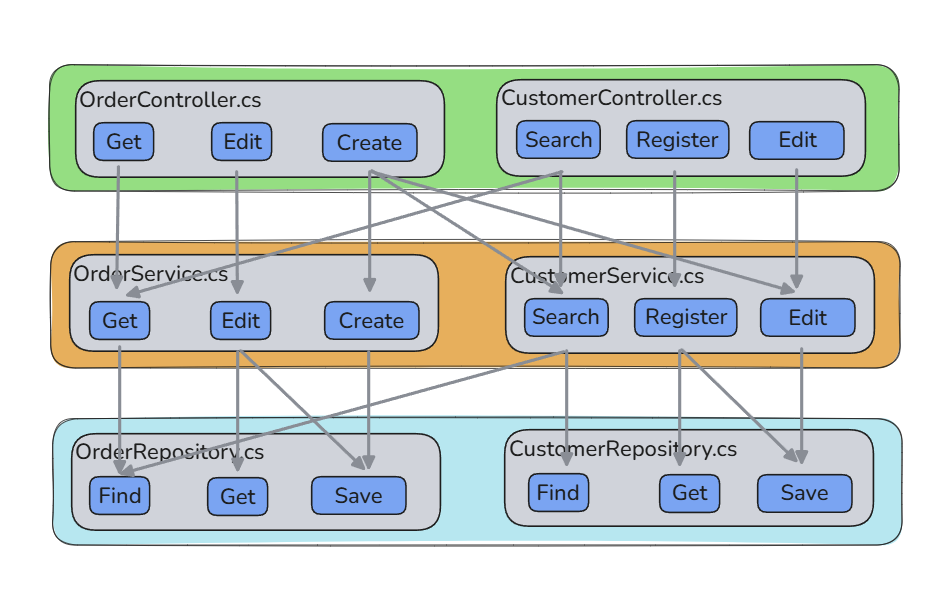 OrderController.cs
Get
Edit
Create
CustomerController.cs
Search
Register
Edit
OrderService.cs
Get
Edit
Create
CustomerService.cs
Search
Register
Edit
OrderRepository.cs
Find
Get
Save
CustomerRepository.cs
Find
Get
Save